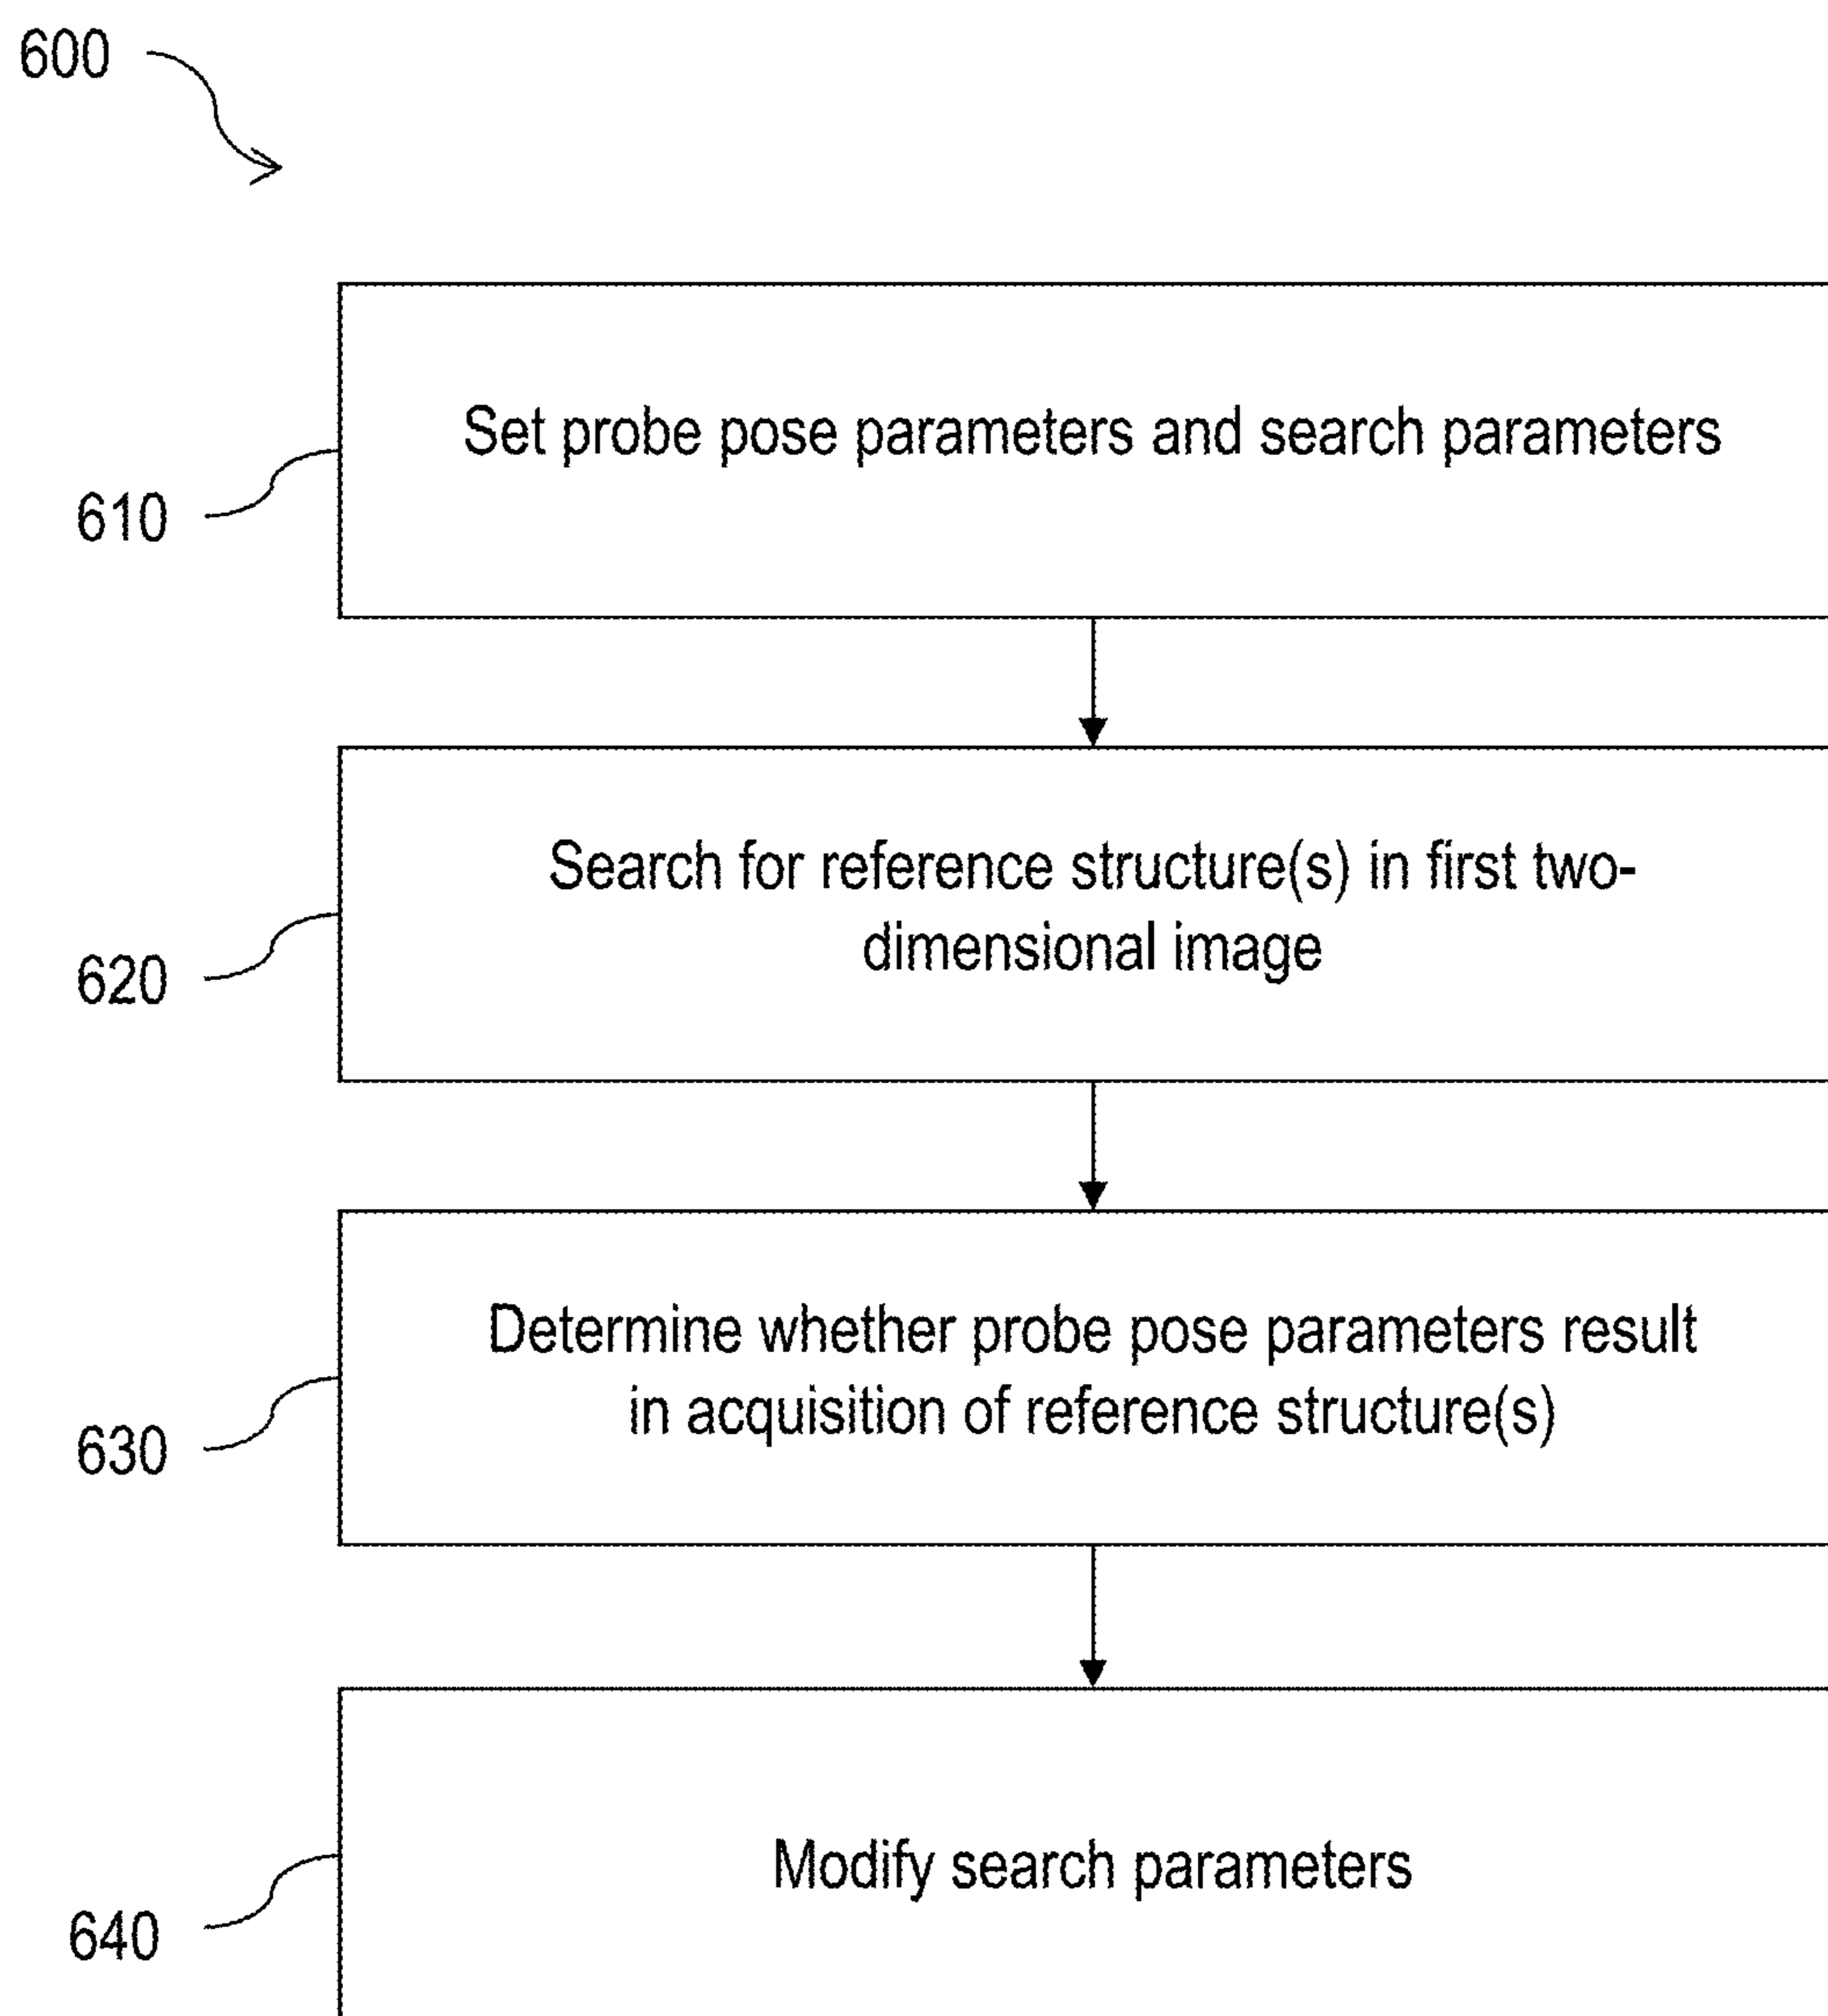 600
Set probe pose parameters and search parameters
610
Search for reference structure(s) in first two-
dimensional image
620
Determine whether probe pose parameters result
in acquisition of reference structure(s)
630
Modify search parameters
640